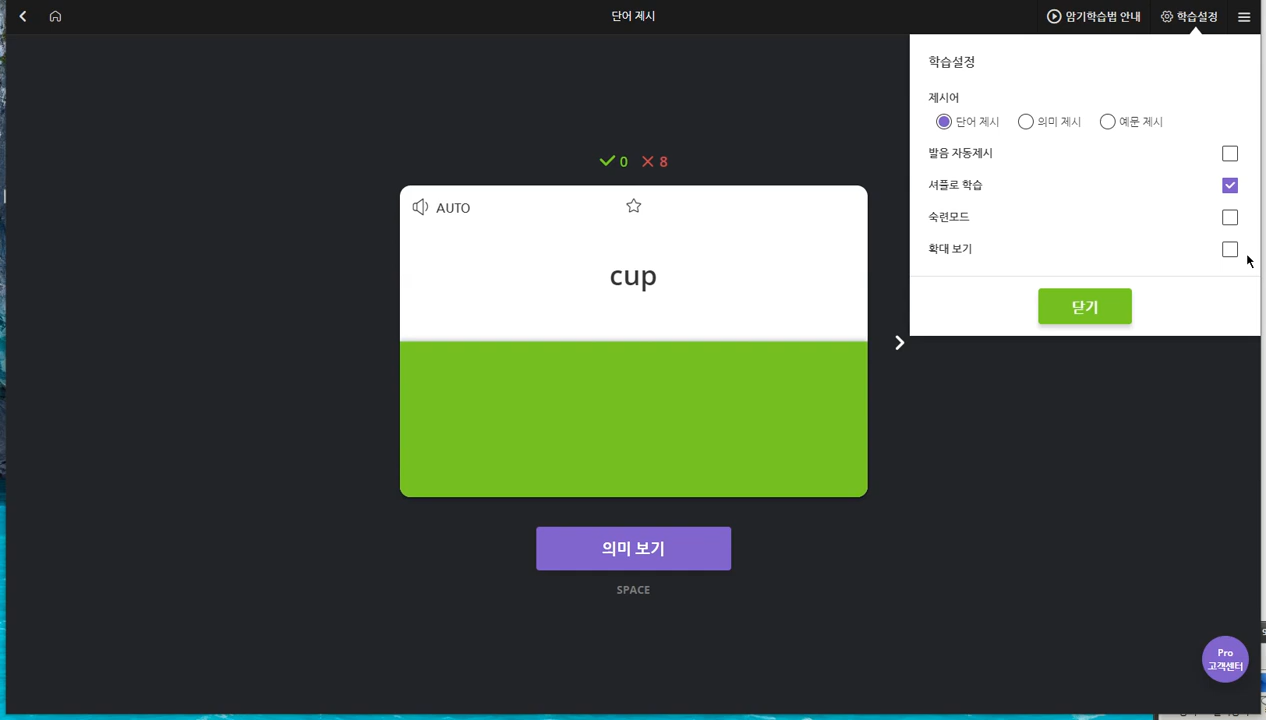 단어 제시
암기학습법 안내
학습설정
학습설정
제시어
단어 제시
의미 제시
예문 제시
발음 자동제시
셔플로 학습
숙련모드
확대 보기
닫기
0
8
AUTO
cup
의미 보기
SPACE
Pro
고객센터